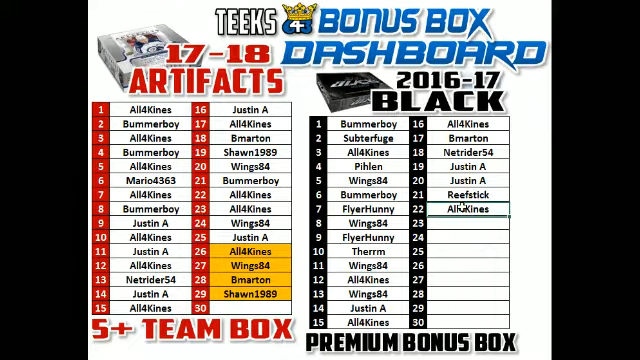 TEEKS 4 BONUS BOX
DASHBOARD
17-18
ARTIFACTS
1 All4Kines 16 Justin A
2 Bummerboy 17 All4Kines
3 All4Kines 18 Bmarton
4 Bummerboy 19 Shawn1989
5 All4Kines 20 Wings84
6 Mario4363 21 Bummerboy
7 All4Kines 22 All4Kines
8 Bummerboy 23 All4Kines
9 Justin A 24 Wings84
10 All4Kines 25 Justin A
11 Justin A 26 All4Kines
12 All4Kines 27 Wings84
13 Netrider54 28 Bmarton
14 Justin A 29 Shawn1989
15 All4Kines 30
5+ TEAM BOX
2016-17
BLACK
1 Bummerboy 16 All4Kines
2 Subterfuge 17 Bmarton
3 All4Kines 18 Netrider54
4 Pihlen 19 Justin A
5 Wings84 20 Justin A
6 Bummerboy 21 Reefstick
7 FlyerHunny 22 All4Kines
8 Wings84 23
9 FlyerHunny 24
10 Therrm 25
11 Wings84 26
12 All4Kines 27
13 Wings84 28
14 Justin A 29
15 All4Kines 30
PREMIUM BONUS BOX